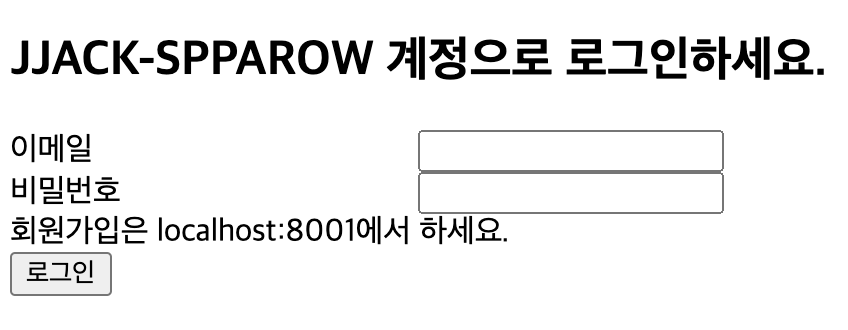 JJACK-SPPAROW 계정으로 로그인하세요.
이메일
비밀번호
회원가입은 localhost:8001에서 하세요.
로그인